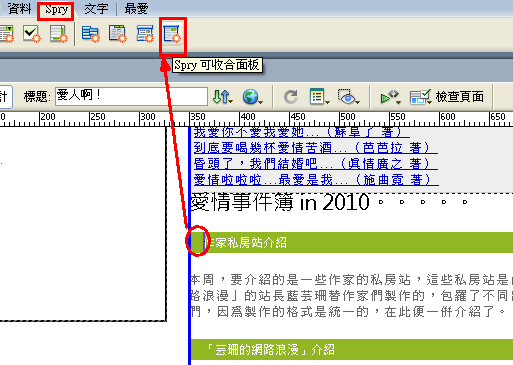 資料 Spry 文字 最愛
Spry 可收合面板
計 標題: 愛人啊！ 檢查頁面
200 250 300 350 400 450 500 550 600 650
我愛你不愛我愛她...（蘇阜了 著）
到底要喝幾杯愛情苦酒...（芭芭拉 著）
昏頭了，我們結婚吧...（真情廣之 著）
愛情啦啦啦...最愛是我...（施曲霓 著）
愛情事件簿 in 2010。。。。。
作家私房站介紹
本周，要介紹的是一些作家的私房站，這些私房站是
路浪漫」的站長藍芸珊替作家們製作的，包羅了不同
門，因為製作的格式是統一的，在此便一併介紹了。
「芸珊的網路浪漫」介紹